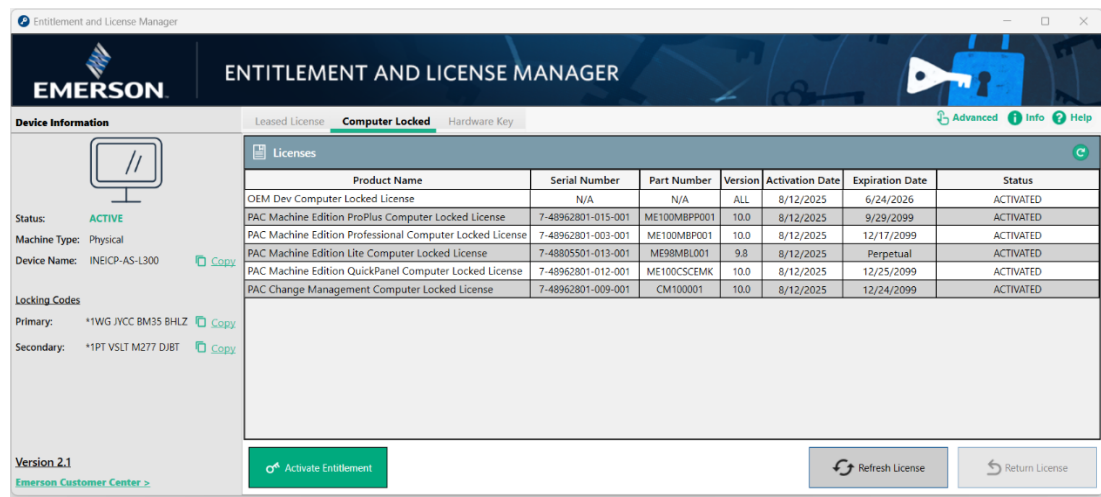 Entitlement and License Manager
EMERSON
ENTITLEMENT AND LICENSE MANAGER
Device Information
Status: ACTIVE
Machine Type: Physical
Device Name: INEICP-AS-L300 Copy
Locking Codes
Primary: *1WG JYCC BM35 BHLZ Copy
Secondary: *1PT VSLT M277 DJBT Copy
Version 2.1
Emerson Customer Center >
Leased License Computer Locked Hardware Key Advanced Info Help
Licenses
Product Name Serial Number Part Number Version Activation Date Expiration Date Status
OEM Dev Computer Locked License N/A N/A ALL 8/12/2025 6/24/2026 ACTIVATED
PAC Machine Edition ProPlus Computer Locked License 7-48962801-015-001 ME100MBPP001 10.0 8/12/2025 9/29/2099 ACTIVATED
PAC Machine Edition Professional Computer Locked License 7-48962801-003-001 ME100MBP001 10.0 8/12/2025 12/17/2099 ACTIVATED
PAC Machine Edition Lite Computer Locked License 7-48805501-013-001 ME98MBL001 9.8 8/12/2025 Perpetual ACTIVATED
PAC Machine Edition QuickPanel Computer Locked License 7-48962801-012-001 ME100CSCEMK 10.0 8/12/2025 12/25/2099 ACTIVATED
PAC Change Management Computer Locked License 7-48962801-009-001 CM100001 10.0 8/12/2025 12/24/2099 ACTIVATED
Activate Entitlement Refresh License Return License